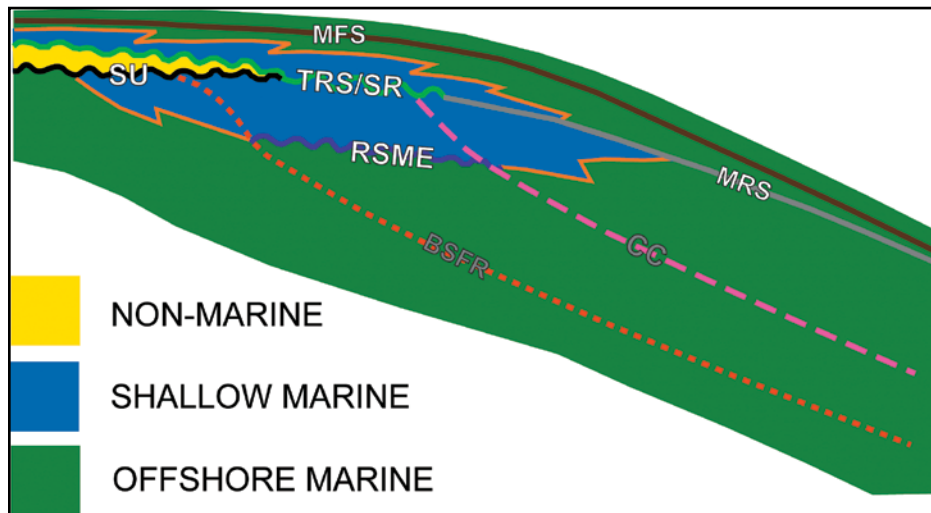 MFS
SU
TRS/SR
RSME
MRS
BSFR
CC
NON-MARINE
SHALLOW MARINE
OFFSHORE MARINE